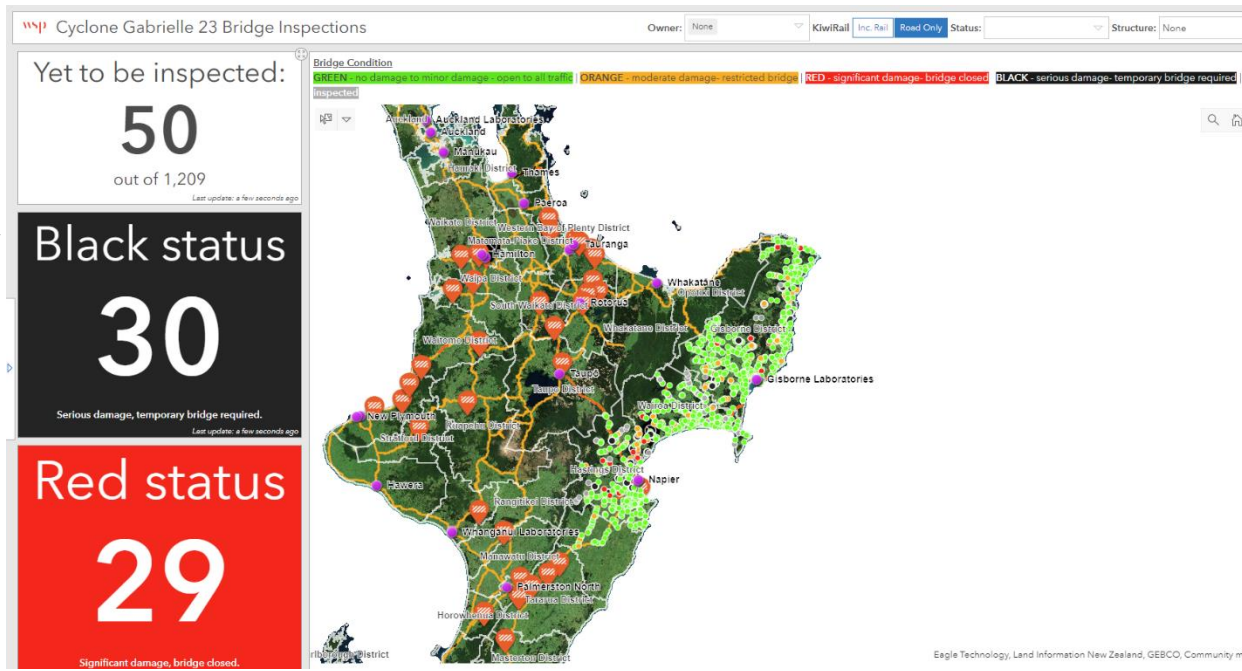 wsp Cyclone Gabrielle 23 Bridge Inspections
Owner: None KiwiRail Inc. Rail Road Only Status: Structure: None
Yet to be inspected:
50
out of 1,209
Last update: a few seconds ago
Black status
30
Serious damage, temporary bridge required.
Last update: a few seconds ago
Red status
29
Significant damage, bridge closed.
Bridge Condition
GREEN - no damage to minor damage - open to all traffic | ORANGE - moderate damage- restricted bridge | RED - significant damage- bridge closed BLACK - serious damage- temporary bridge required |
inspected
Auckland Auckland Laboratories
Auckland
Manukau
Hauraki District
Thames
Paeroa
Waikato District
Western Bay of Plenty District
Matamata-Piako District
Tauranga
Hamilton
Waipa District
Whakatane
Opotiki District
South Waikato District
Rotorua
Whakatane District
Gisborne District
Waitomo District
Taupō
Taupo District
Gisborne Laboratories
Wairoa District
New Plymouth
Stratford District
Ruapehu District
Hastings District
Napier
Hawera
Rangitikei District
Whanganui Laboratories
Manawatu District
Palmerston North
Tararua District
Horowhenua District
Masterton District
rlborough District
Eagle Technology, Land Information New Zealand, GEBCO, Community m